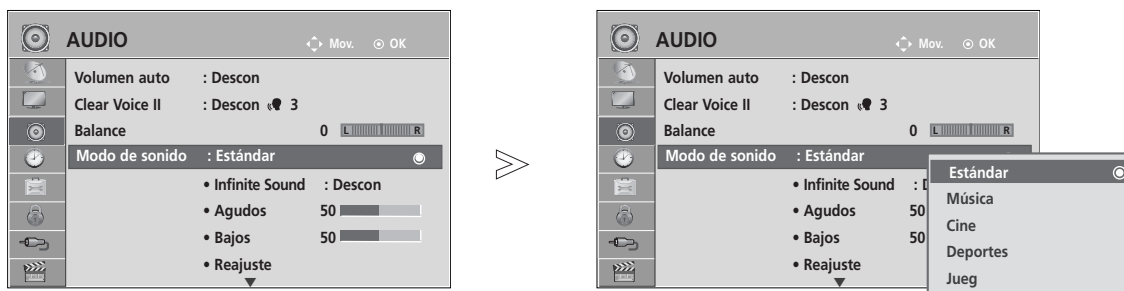 AUDIO Mov. OK
Volumen auto : Descon
Clear Voice II : Descon 3
Balance 0 L R
Modo de sonido : Estándar
• Infinite Sound : Descon
• Agudos 50
• Bajos 50
• Reajuste
>
AUDIO Mov. OK
Volumen auto : Descon
Clear Voice II : Descon 3
Balance 0 L R
Modo de sonido : Estándar
• Infinite Sound : D
• Agudos 50
• Bajos 50
• Reajuste
Estándar
Música
Cine
Deportes
Jueg